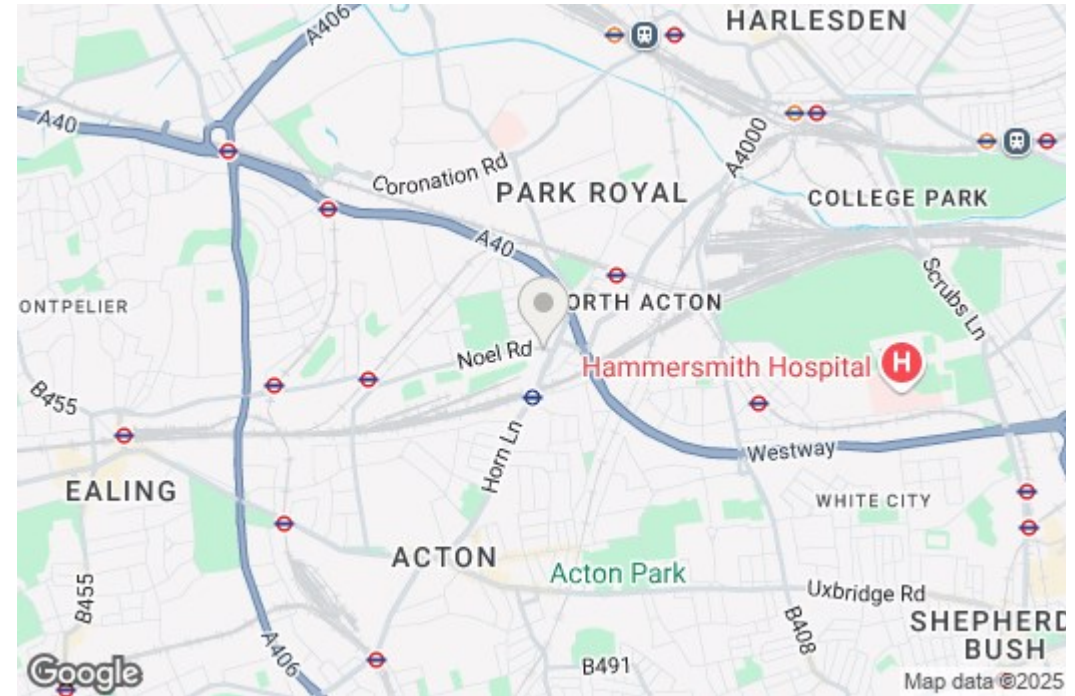 HARLESDEN
A406
A40
A4000
Coronation Rd
PARK ROYAL
COLLEGE PARK
A40
Scrubs Ln
ONTPELIER
ORTH ACTON
Noel Rd
Hammersmith Hospital
H
B455
Horn Ln
Westway
EALING
WHITE CITY
ACTON
Acton Park
Uxbridge Rd
B455
B408
SHEPHERD
BUSH
A406
B491
Google
Map data ©2025